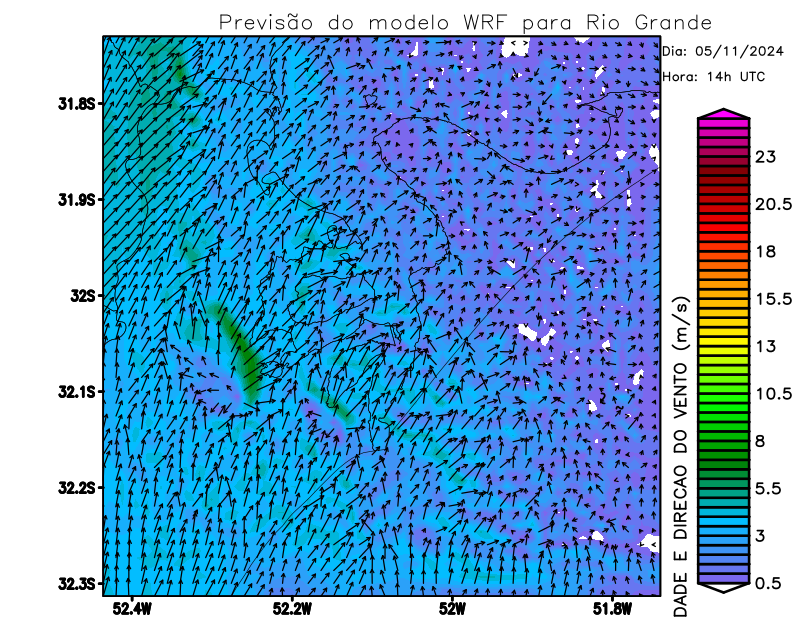 Previsão do modelo WRF para Rio Grande
Dia: 05/11/2024
Hora: 14h UTC
31.8S
31.9S
32S
32.1S
32.2S
32.3S
52.4W
52.2W
52W
51.8W
23
20.5
18
15.5
13
10.5
8
5.5
3
0.5
DADE E DIRECAO DO VENTO (m/s)